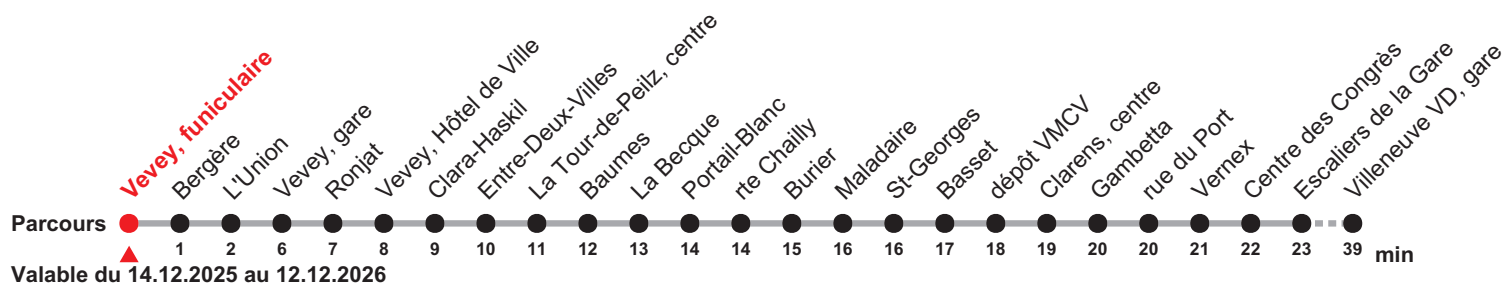 Vevey, funiculaire
Bergère
L'Union
Vevey, gare
Ronjat
Vevey, Hôtel de Ville
Clara-Haskil
Entre-Deux-Villes
La Tour-de-Peilz, centre
Baumes
La Becque
Portail-Blanc
rte Chailly
Burier
Maladaire
St-Georges
Basset
dépôt VMCV
Clarens, centre
Gambetta
rue du Port
Vernex
Centre des Congrès
Escaliers de la Gare
Villeneuve VD, gare
Parcours
1 2 6 7 8 9 10 11 12 13 14 14 15 16 16 17 18 19 20 20 21 22 23 39 min
Valable du 14.12.2025 au 12.12.2026